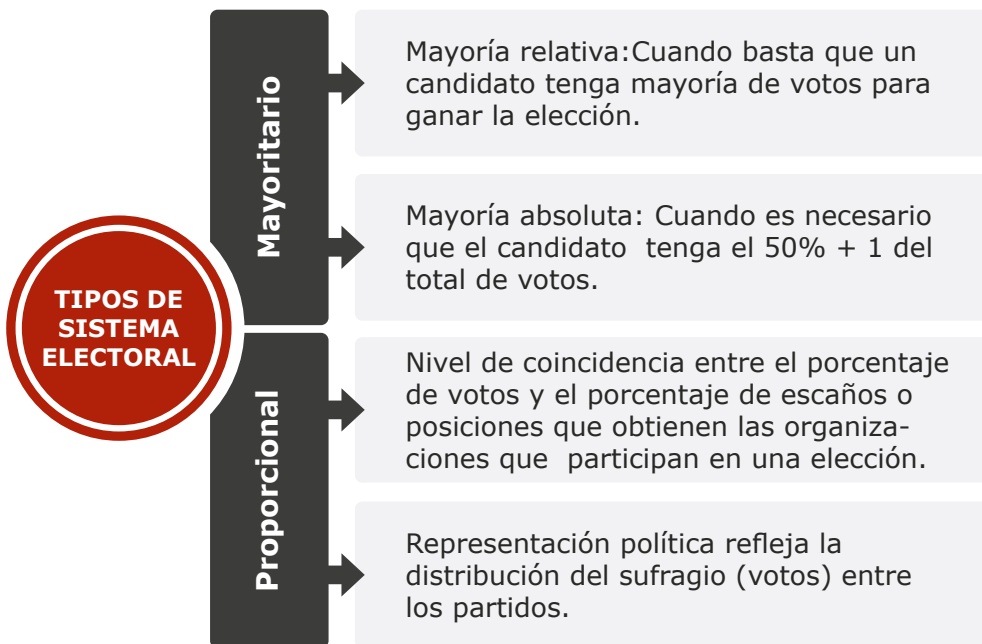 TIPOS DE
SISTEMA
ELECTORAL
Mayoritario
Mayoría relativa:Cuando basta que un
candidato tenga mayoría de votos para
ganar la elección.
Mayoría absoluta: Cuando es necesario
que el candidato  tenga el 50% + 1 del
total de votos.
Proporcional
Nivel de coincidencia entre el porcentaje
de votos y el porcentaje de escaños o
posiciones que obtienen las organiza-
ciones que  participan en una elección.
Representación política refleja la
distribución del sufragio (votos) entre
los partidos.